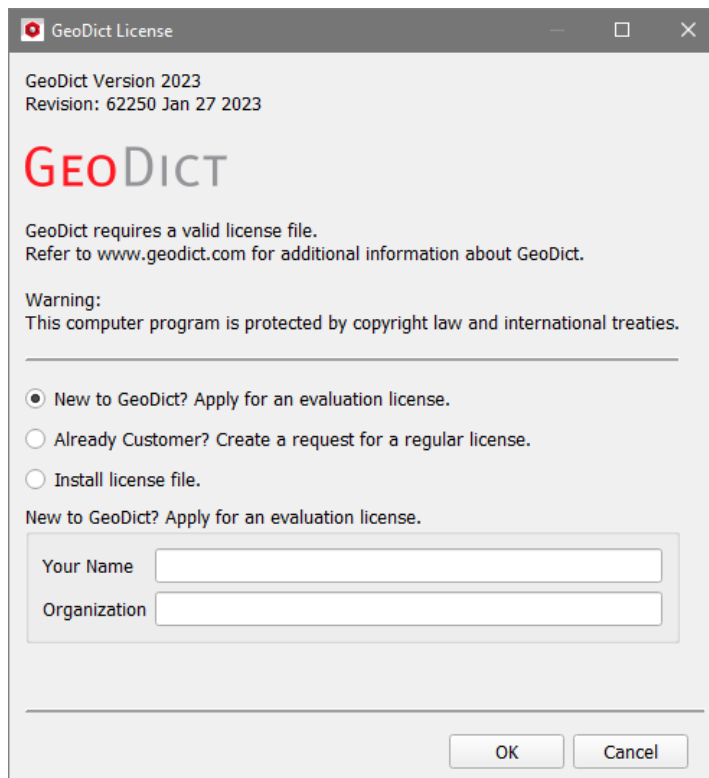 GeoDict License
GeoDict Version 2023
Revision: 62250 Jan 27 2023
GEODICT
GeoDict requires a valid license file.
Refer to www.geodict.com for additional information about GeoDict.
Warning:
This computer program is protected by copyright law and international treaties.
New to GeoDict? Apply for an evaluation license.
Already Customer? Create a request for a regular license.
Install license file.
New to GeoDict? Apply for an evaluation license.
Your Name
Organization
OK Cancel